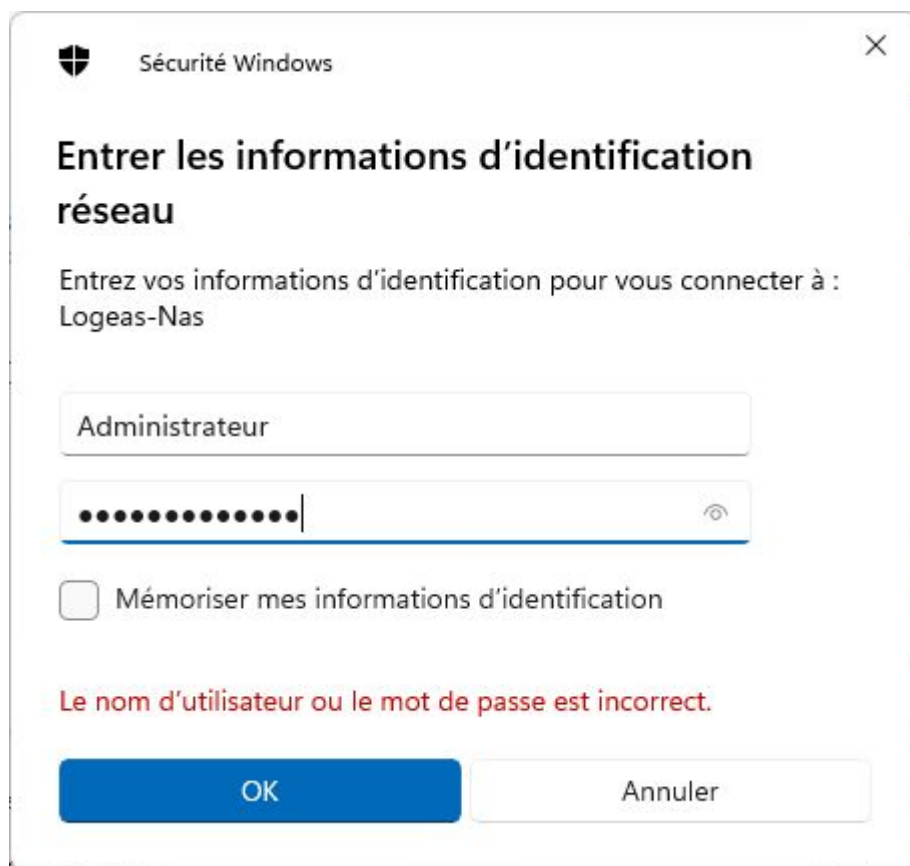 Sécurité Windows
Entrer les informations d’identification
réseau
Entrez vos informations d’identification pour vous connecter à :
Logeas-Nas
Administrateur
•••••••••••••
Mémoriser mes informations d’identification
Le nom d’utilisateur ou le mot de passe est incorrect.
OK
Annuler